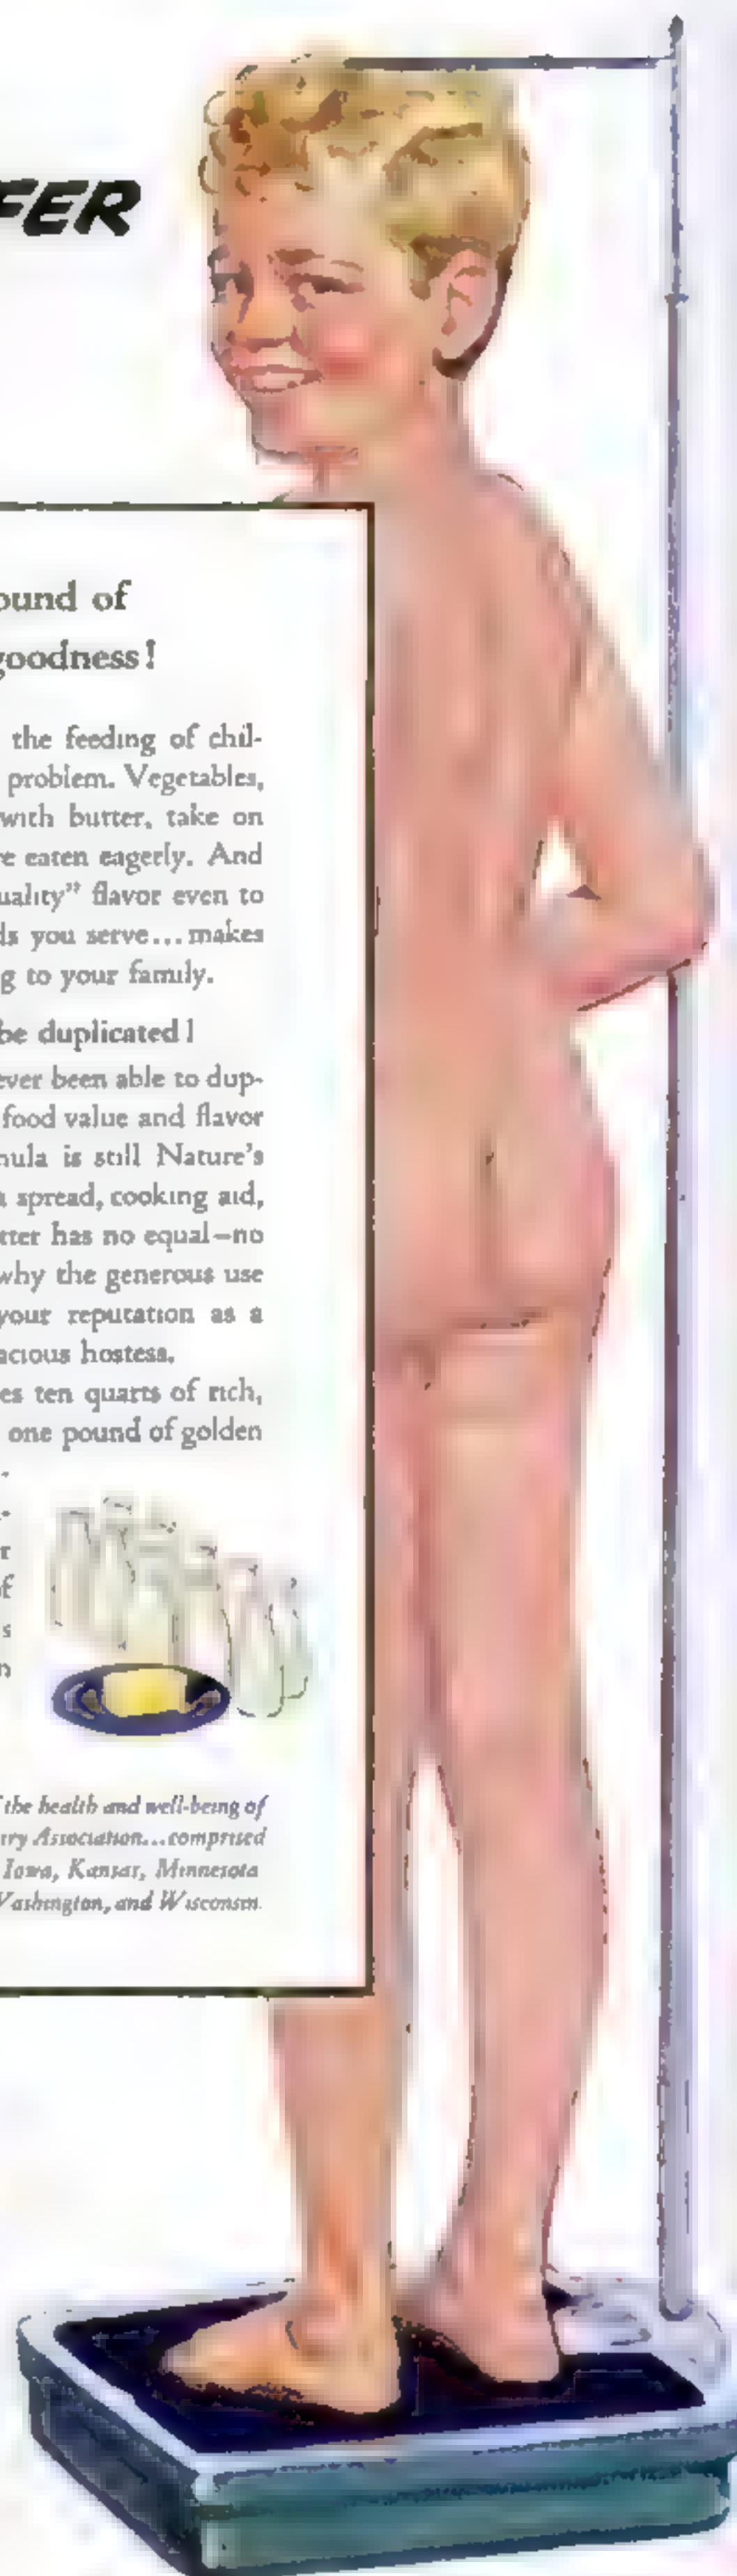 FER
ound of
goodness!
the feeding of chil-
problem. Vegetables,
with butter, take on
re eaten eagerly. And
uality" flavor even to
ds you serve...makes
g to your family.
be duplicated!
ever been able to dup-
food value and flavor
nula is still Nature's
a spread, cooking aid,
tter has no equal—no
why the generous use
your reputation as a
acious hostess.
es ten quarts of rich,
one pound of golden
-
-
r
of
s
n
f the health and well-being of
iry Association...comprised
Iowa, Kansas, Minnesota
Washington, and Wisconsin.